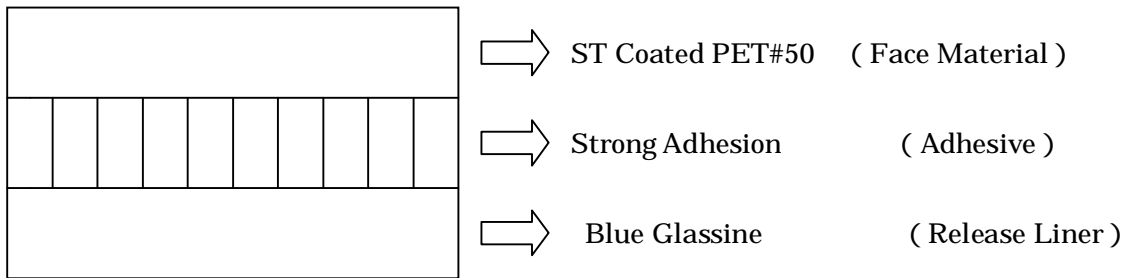 ST Coated PET#50 ( Face Material )
Strong Adhesion ( Adhesive )
Blue Glassine ( Release Liner )